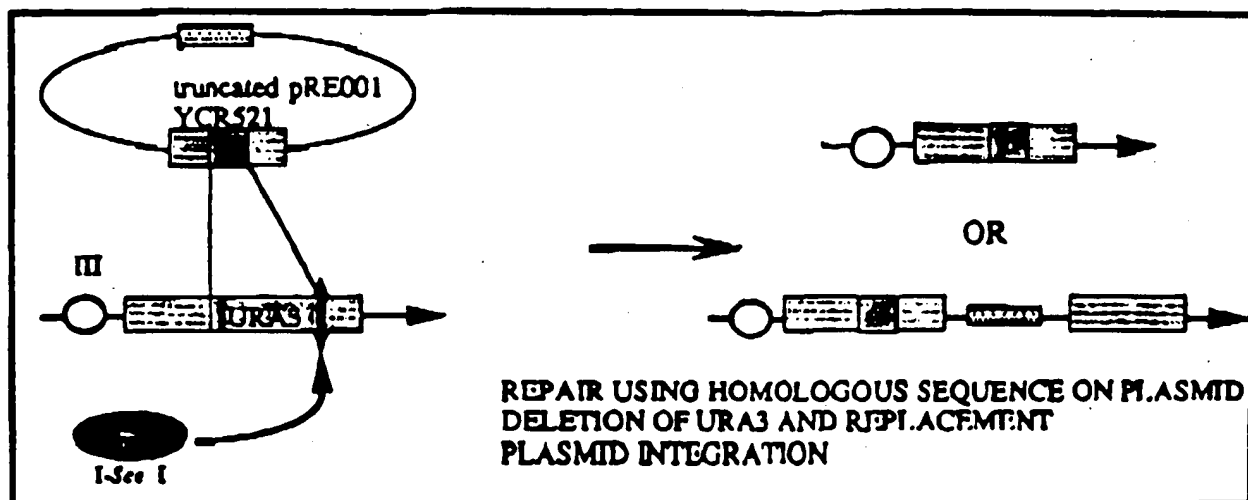 truncated pRE001
YCR521
III
URA3
I-Sce I
OR
REPAIR USING HOMOLOGOUS SEQUENCE ON PLASMID
DELETION OF URA3 AND REPLACEMENT
PLASMID INTEGRATION